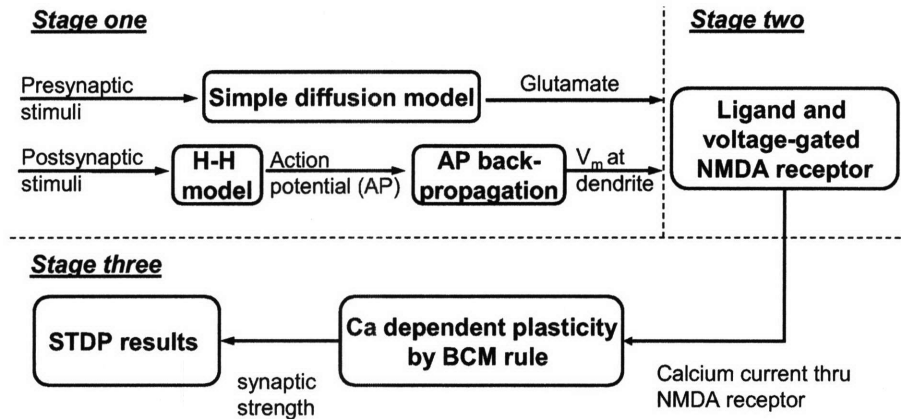 Stage one
Stage two
Presynaptic
stimuli
Simple diffusion model
Glutamate
Ligand and
voltage-gated
NMDA receptor
Postsynaptic
stimuli
H-H
model
Action
potential (AP)
AP back-
propagation
Vm at
dendrite
Stage three
STDP results
synaptic
strength
Ca dependent plasticity
by BCM rule
Calcium current thru
NMDA receptor